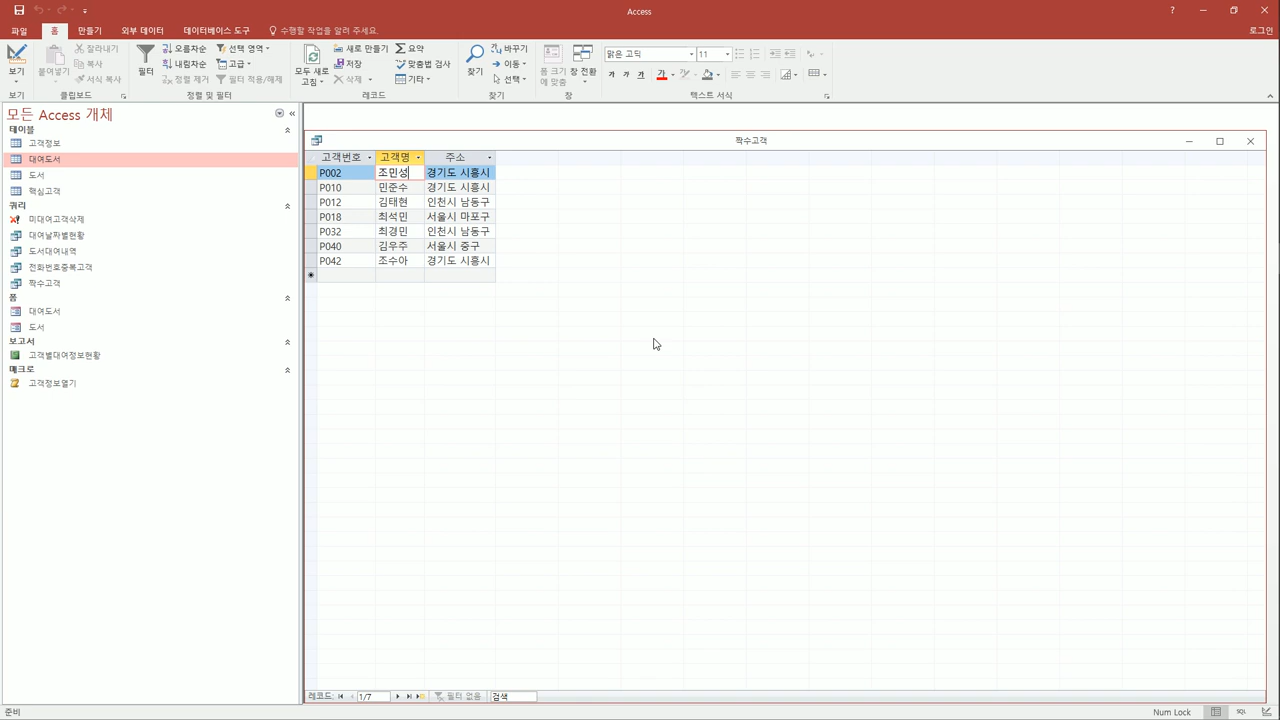 Access
파일 홈 만들기 외부 데이터 데이터베이스 도구 수행할 작업을 알려 주세요. 로그인
보기
붙여넣기
잘라내기
복사
서식 복사
필터
오름차순
내림차순
정렬 제거
선택 영역
고급
필터 적용/해제
모두 새로 고침
새로 만들기
저장
삭제
요약
맞춤법 검사
기타
찾기
바꾸기
이동
선택
폼 크기에 맞춤
창 전환
맑은 고딕 11
가 가 가 가
보기 클립보드 정렬 및 필터 레코드 찾기 창 텍스트 서식
모든 Access 개체
테이블
고객정보
대여도서
도서
핵심고객
쿼리
미대여고객삭제
대여날짜별현황
도서대여내역
전화번호중복고객
짝수고객
폼
대여도서
도서
보고서
고객별대여정보현황
매크로
고객정보열기
짝수고객
고객번호 고객명 주소
P002 조민성 경기도 시흥시
P010 민준수 경기도 시흥시
P012 김태현 인천시 남동구
P018 최석민 서울시 마포구
P032 최경민 인천시 남동구
P040 김우주 서울시 중구
P042 조수아 경기도 시흥시
레코드: 1/7 필터 없음 검색
준비 Num Lock SQL